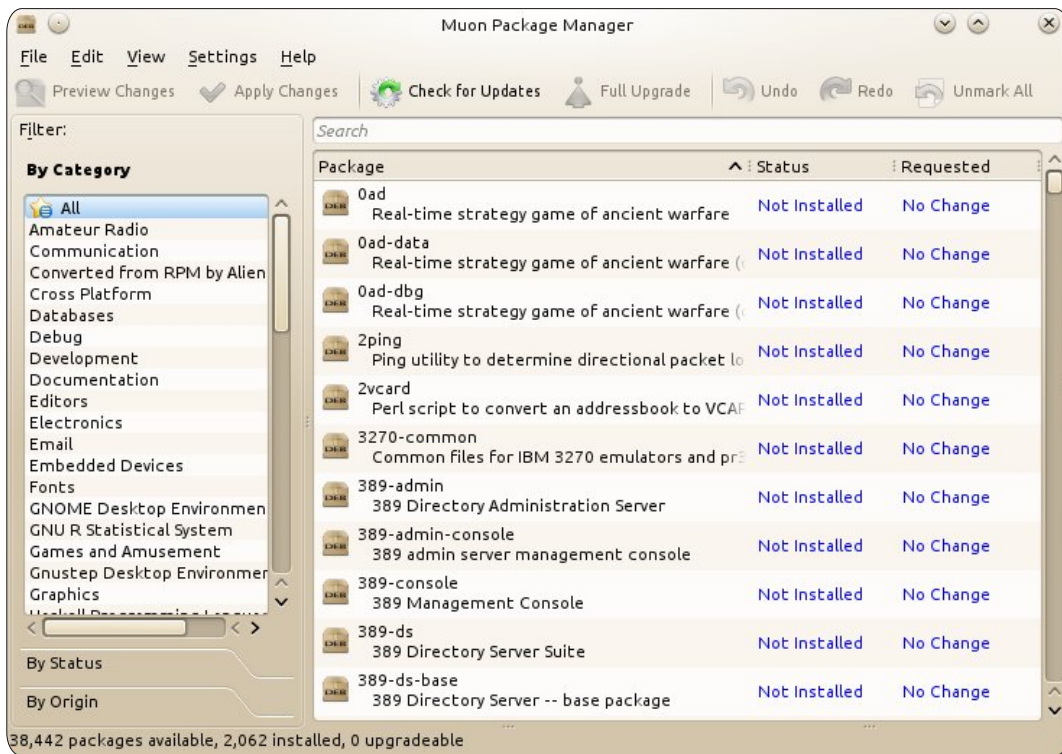 Muon Package Manager
File Edit View Settings Help
Preview Changes Apply Changes Check for Updates Full Upgrade Undo Redo Unmark All
Filter:
By Category
All
Amateur Radio
Communication
Converted from RPM by Alien
Cross Platform
Databases
Debug
Development
Documentation
Editors
Electronics
Email
Embedded Devices
Fonts
GNOME Desktop Environmen
GNU R Statistical System
Games and Amusement
Gnustep Desktop Environmen
Graphics
By Status
By Origin
Search
Package Status Requested
0ad
Real-time strategy game of ancient warfare Not Installed No Change
0ad-data
Real-time strategy game of ancient warfare ( Not Installed No Change
0ad-dbg
Real-time strategy game of ancient warfare ( Not Installed No Change
2ping
Ping utility to determine directional packet lo Not Installed No Change
2vcard
Perl script to convert an addressbook to VCAR Not Installed No Change
3270-common
Common files for IBM 3270 emulators and pr3 Not Installed No Change
389-admin
389 Directory Administration Server Not Installed No Change
389-admin-console
389 admin server management console Not Installed No Change
389-console
389 Management Console Not Installed No Change
389-ds
389 Directory Server Suite Not Installed No Change
389-ds-base
389 Directory Server -- base package Not Installed No Change
38,442 packages available, 2,062 installed, 0 upgradeable